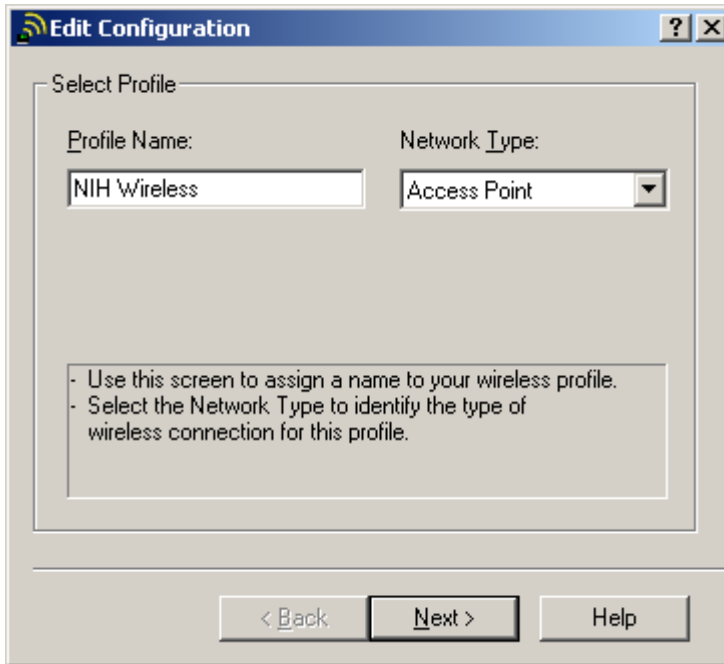 Edit Configuration
Select Profile
Profile Name:
Network Type:
NIH Wireless
Access Point
- Use this screen to assign a name to your wireless profile.
- Select the Network Type to identify the type of
wireless connection for this profile.
< Back
Next >
Help